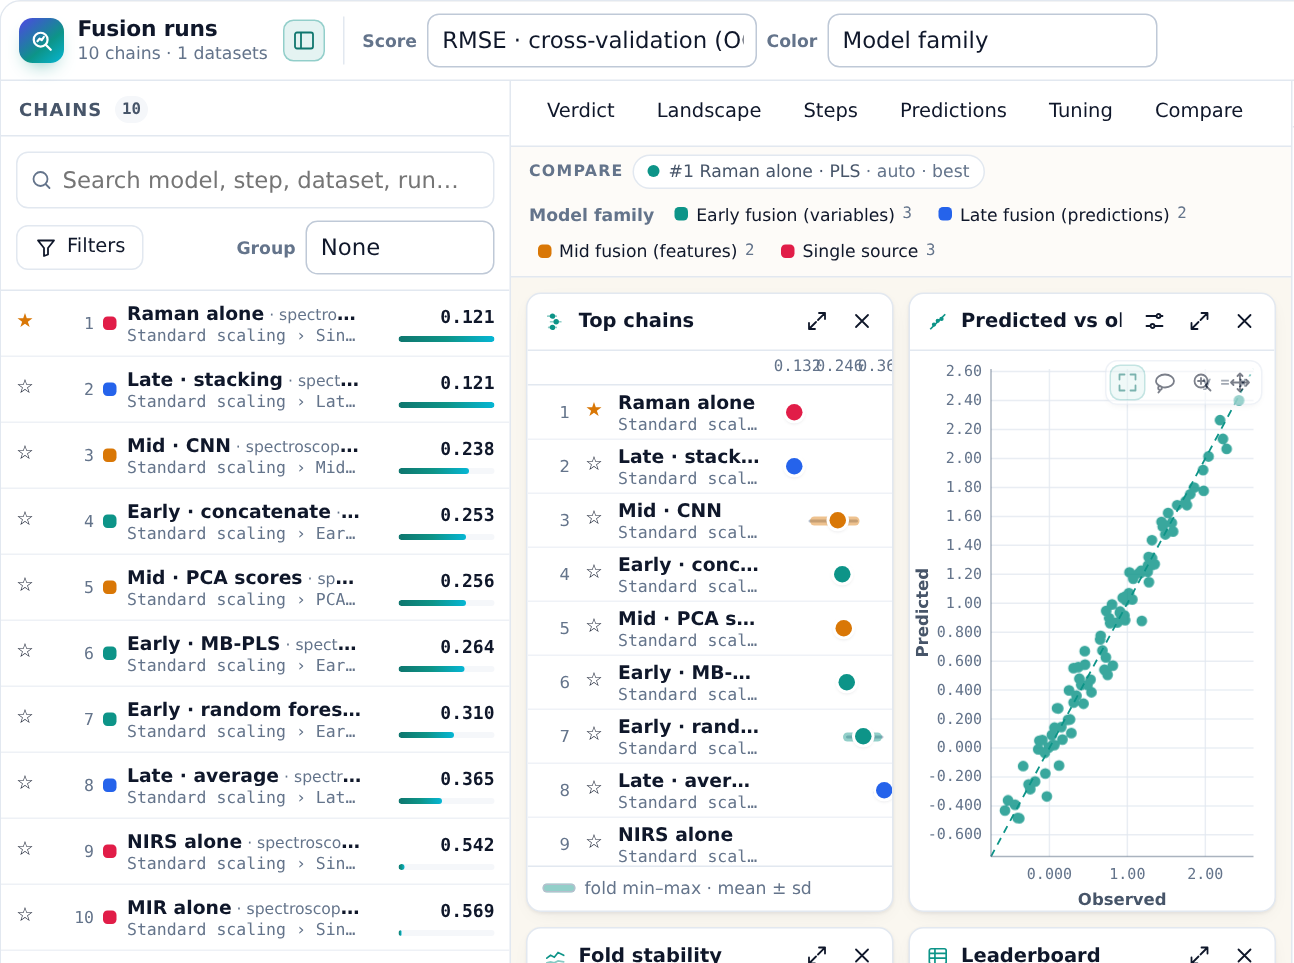 Fusion runs
10 chains · 1 datasets
Score
RMSE · cross-validation (O
Color
Model family
CHAINS 10
Search model, step, dataset, run…
Filters
Group
None
1 Raman alone · spectro… 0.121
Standard scaling › Sin…
2 Late · stacking · spect… 0.121
Standard scaling › Lat…
3 Mid · CNN · spectroscop… 0.238
Standard scaling › Mid…
4 Early · concatenate ·… 0.253
Standard scaling › Ear…
5 Mid · PCA scores · sp… 0.256
Standard scaling › PCA…
6 Early · MB-PLS · spect… 0.264
Standard scaling › Ear…
7 Early · random fores… 0.310
Standard scaling › Ear…
8 Late · average · spectr… 0.365
Standard scaling › Lat…
9 NIRS alone · spectrosco… 0.542
Standard scaling › Sin…
10 MIR alone · spectroscop… 0.569
Standard scaling › Sin…
Verdict Landscape Steps Predictions Tuning Compare
COMPARE #1 Raman alone · PLS · auto · best
Model family Early fusion (variables) 3 Late fusion (predictions) 2
Mid fusion (features) 2 Single source 3
Top chains
0.132 0.246 0.36
1 Raman alone
Standard scal…
2 Late · stack…
Standard scal…
3 Mid · CNN
Standard scal…
4 Early · conc…
Standard scal…
5 Mid · PCA s…
Standard scal…
6 Early · MB-…
Standard scal…
7 Early · rand…
Standard scal…
8 Late · aver…
Standard scal…
9 NIRS alone
Standard scal…
fold min–max · mean ± sd
Predicted vs ol
2.60
2.40
2.20
2.00
1.80
1.60
1.40
1.20
1.00
0.800
0.600
0.400
0.200
0.000
-0.200
-0.400
-0.600
Predicted
0.000 1.00 2.00
Observed
Fold stability
Leaderboard